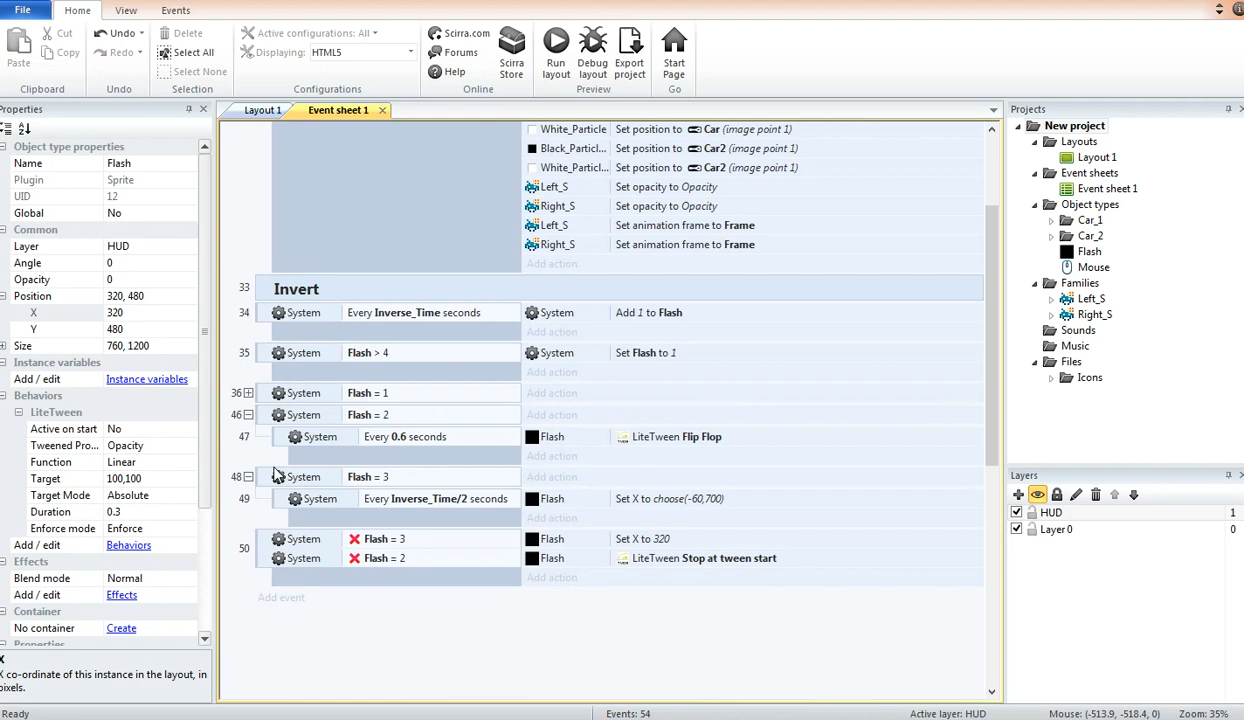 File
Home
View
Events
Paste
Cut
Copy
Clipboard
Undo
Redo
Undo
Delete
Select All
Select None
Selection
Active configurations: All
Displaying:
HTML5
Configurations
Scirra.com
Forums
Help
Online
Scirra Store
Run layout
Debug layout
Export project
Preview
Start Page
Go
Properties
Object type properties
Name Flash
Plugin Sprite
UID 12
Global No
Common
Layer HUD
Angle 0
Opacity 0
Position 320, 480
X 320
Y 480
Size 760, 1200
Instance variables
Add / edit Instance variables
Behaviors
LiteTween
Active on start No
Tweened Pro Opacity
Function Linear
Target 100,100
Target Mode Absolute
Duration 0.3
Enforce mode Enforce
Add / edit Behaviors
Effects
Blend mode Normal
Add / edit Effects
Container
No container Create
Properties
X
X co-ordinate of this instance in the layout, in
pixels.
Layout 1
Event sheet 1
White_Particle Set position to Car (image point 1)
Black_Particl... Set position to Car2 (image point 1)
White_Particl... Set position to Car2 (image point 1)
Left_S Set opacity to Opacity
Right_S Set opacity to Opacity
Left_S Set animation frame to Frame
Right_S Set animation frame to Frame
Add action
33 Invert
34 System Every Inverse_Time seconds System Add 1 to Flash
Add action
35 System Flash > 4 System Set Flash to 1
Add action
36 System Flash = 1 Add action
46 System Flash = 2 Add action
47 System Every 0.6 seconds Flash LiteTween Flip Flop
Add action
48 System Flash = 3 Add action
49 System Every Inverse_Time/2 seconds Flash Set X to choose(-60,700)
Add action
50 System Flash = 3 Flash Set X to 320
System Flash = 2 Flash LiteTween Stop at tween start
Add action
Add event
Projects
New project
Layouts
Layout 1
Event sheets
Event sheet 1
Object types
Car_1
Car_2
Flash
Mouse
Families
Left_S
Right_S
Sounds
Music
Files
Icons
Layers
HUD 1
Layer 0 0
Ready
Events: 54
Active layer: HUD
Mouse: (-513.9, -518.4, 0)
Zoom: 35%